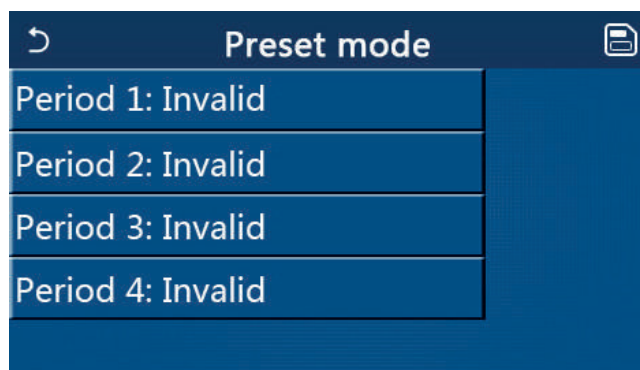 Preset mode
Period 1: Invalid
Period 2: Invalid
Period 3: Invalid
Period 4: Invalid